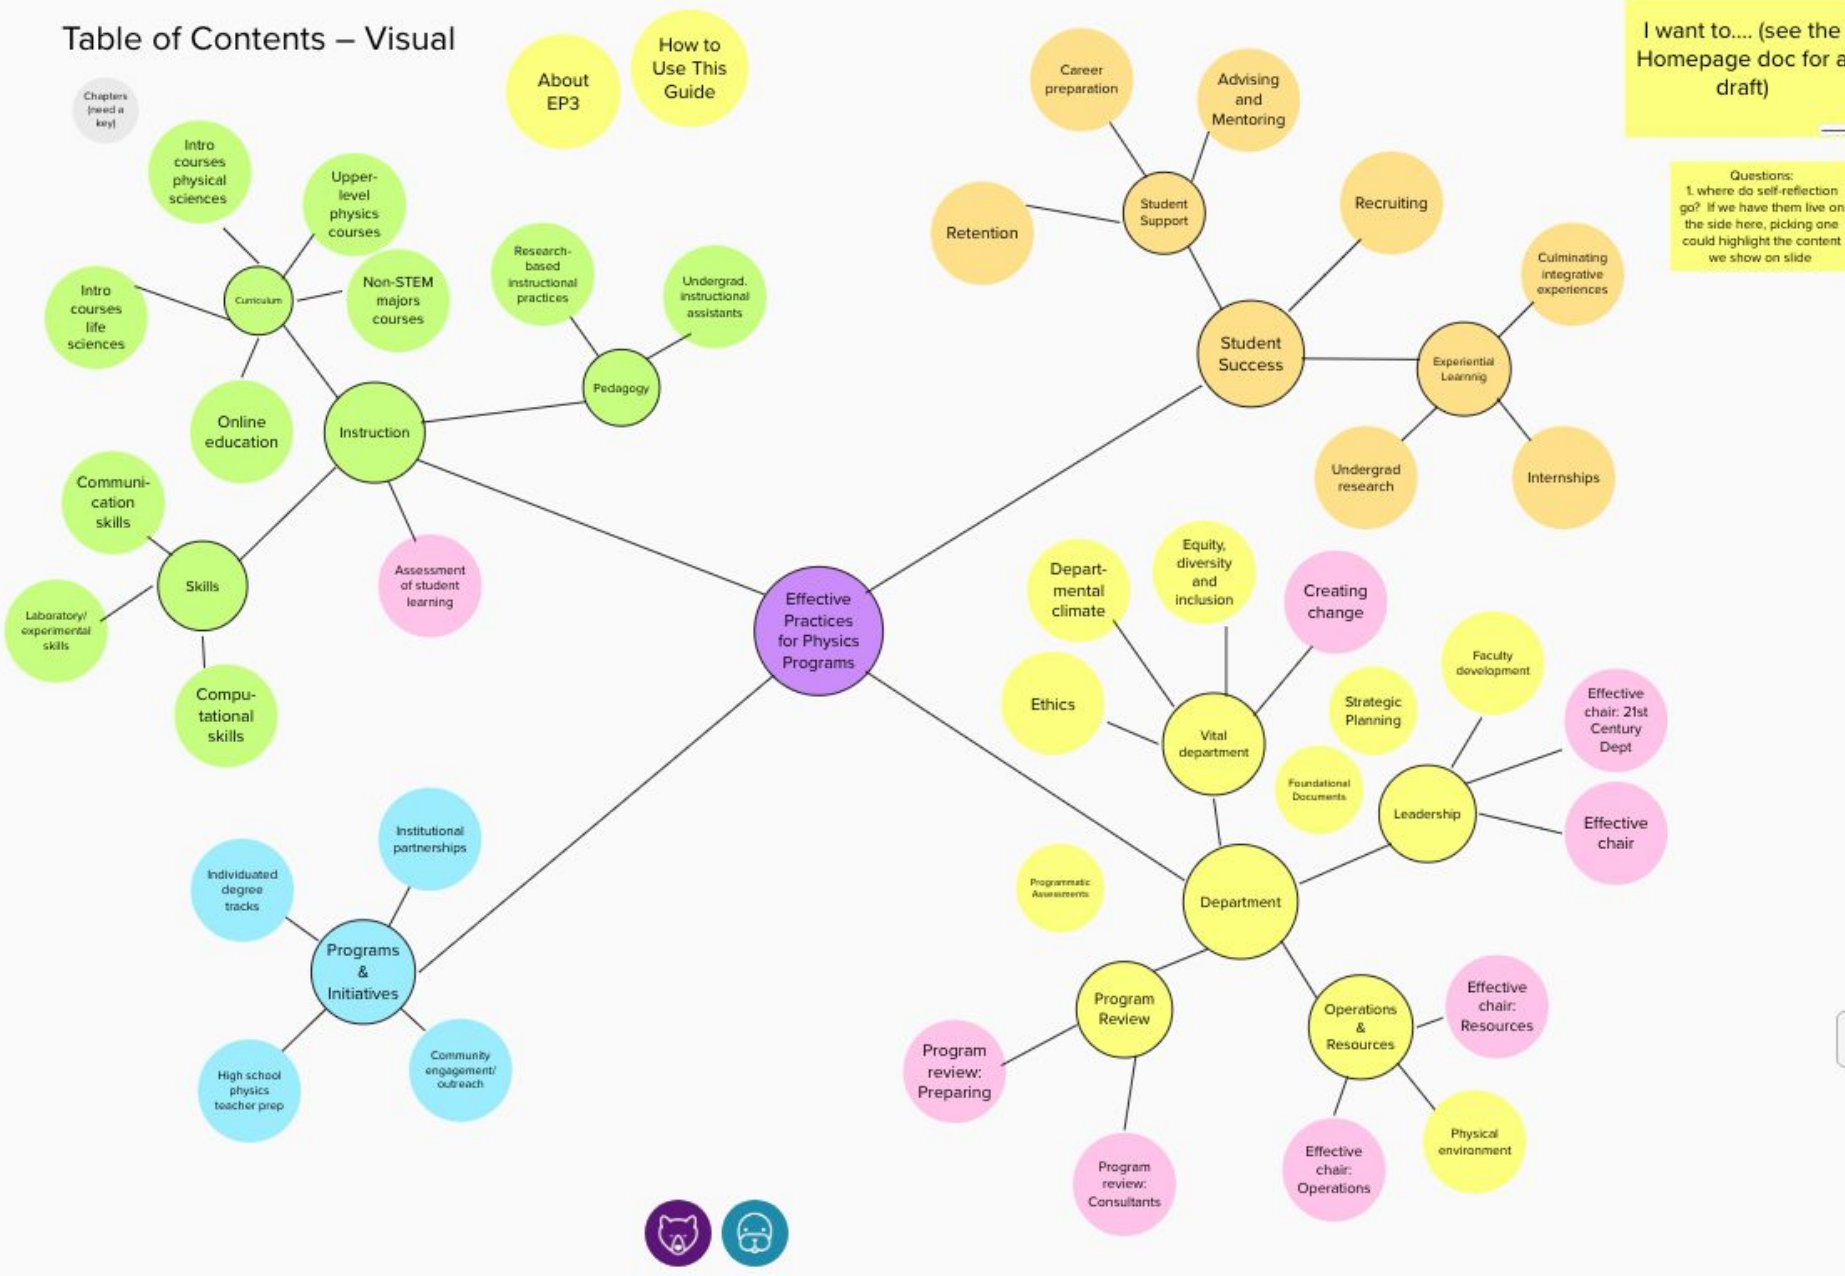 Table of Contents – Visual
About
EP3
How to
Use This
Guide
Chapters
(need a
key)
Intro
courses
physical
sciences
Upper-
level
physics
courses
Intro
courses
life
sciences
Curriculum
Non-STEM
majors
courses
Online
education
Research-
based
instructional
practices
Undergrad.
instructional
assistants
Pedagogy
Instruction
Communi-
cation
skills
Skills
Laboratory/
experimental
skills
Compu-
tational
skills
Assessment
of student
learning
Effective
Practices
for Physics
Programs
Institutional
partnerships
Individuated
degree
tracks
Programs
&
Initiatives
High school
physics
teacher prep
Community
engagement/
outreach
Career
preparation
Advising
and
Mentoring
Retention
Student
Support
Recruiting
Student
Success
Culminating
integrative
experiences
Experiential
Learnnig
Undergrad
research
Internships
I want to.... (see the
Homepage doc for a
draft)
Questions:
1. where do self-reflection
go? If we have them live on
the side here, picking one
could highlight the content
we show on slide
Depart-
mental
climate
Equity,
diversity
and
inclusion
Creating
change
Ethics
Vital
department
Strategic
Planning
Foundational
Documents
Faculty
development
Effective
chair: 21st
Century
Dept
Leadership
Effective
chair
Programmatic
Assessments
Department
Program
Review
Program
review:
Preparing
Program
review:
Consultants
Operations
&
Resources
Effective
chair:
Resources
Effective
chair:
Operations
Physical
environment